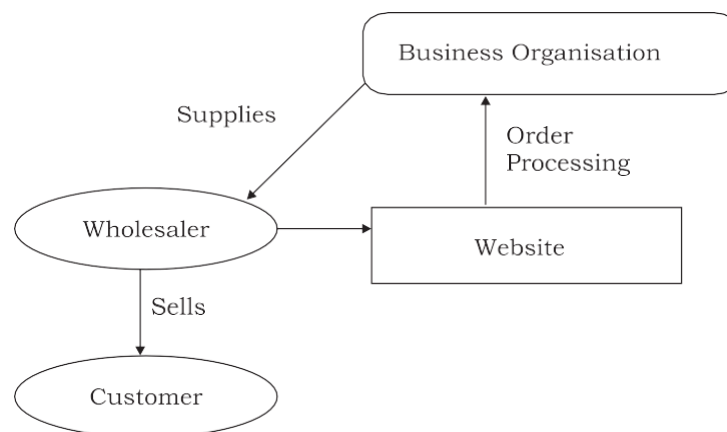 Business Organisation
Supplies
Order
Processing
Wholesaler
Website
Sells
Customer